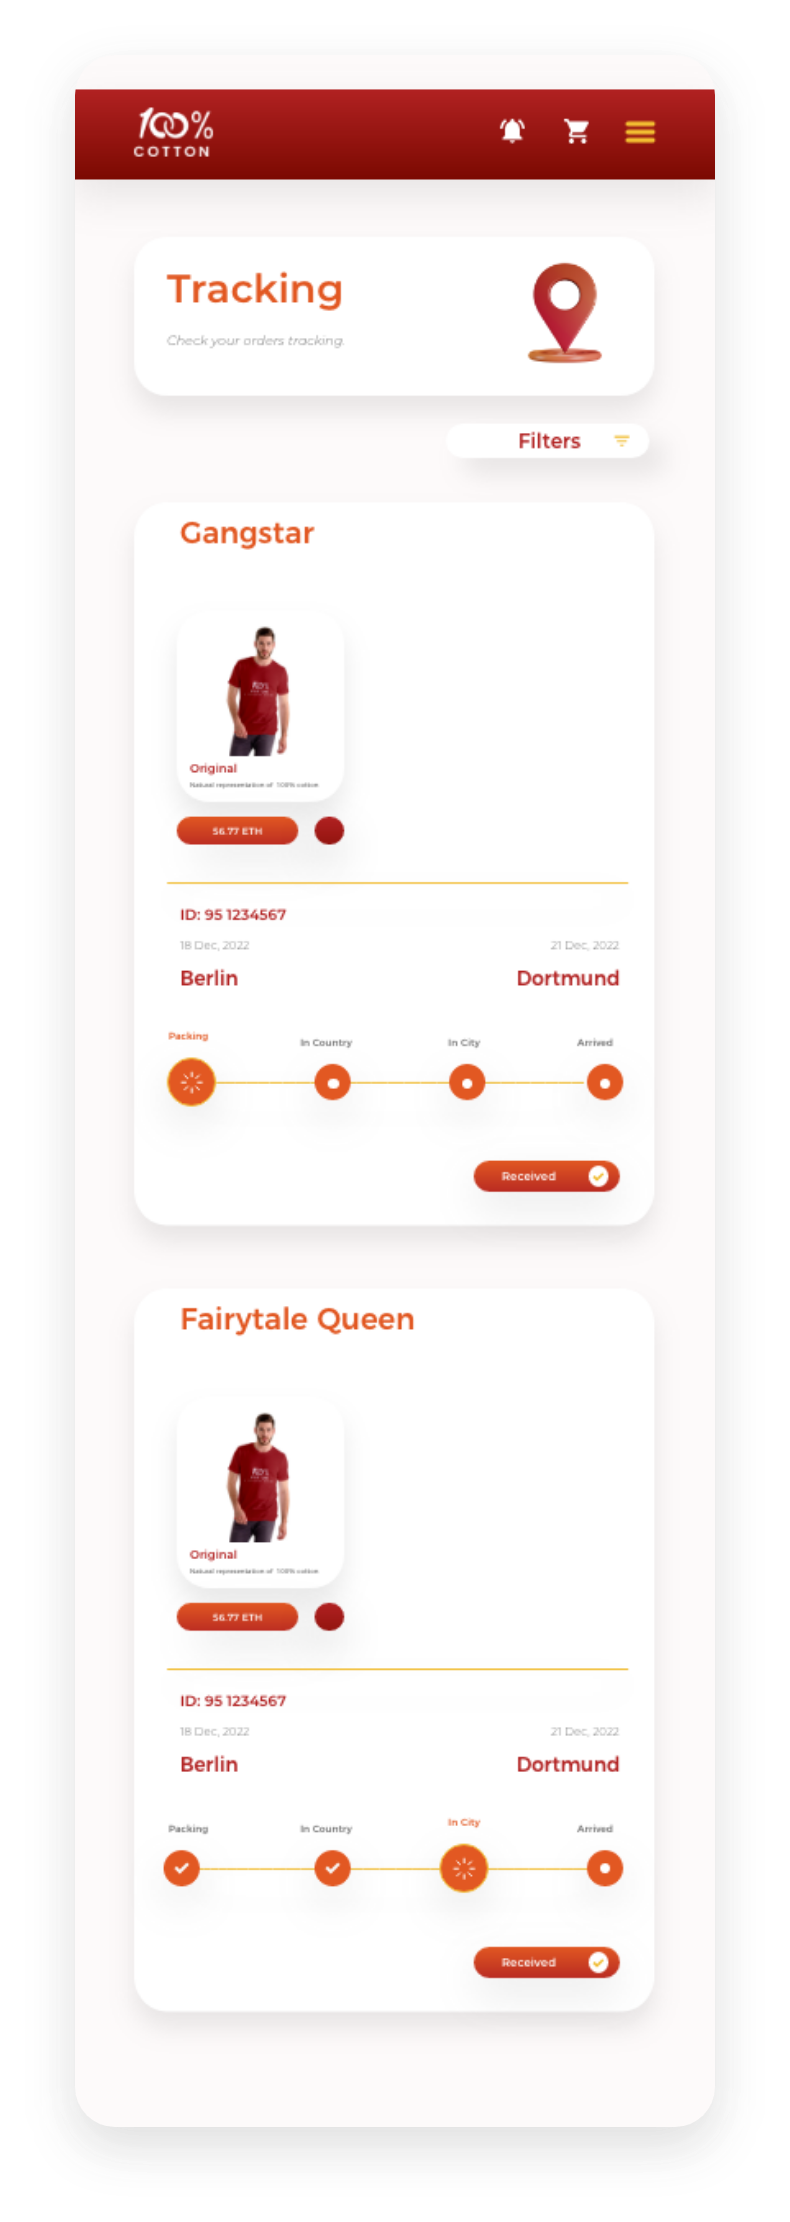 100%
COTTON
Tracking
Check your orders tracking.
Filters
Gangstar
Original
Natural representation of 100% cotton
56.77 ETH
ID: 95 1234567
18 Dec, 2022 21 Dec, 2022
Berlin Dortmund
Packing In Country In City Arrived
Received
Fairytale Queen
Original
Natural representation of 100% cotton
56.77 ETH
ID: 95 1234567
18 Dec, 2022 21 Dec, 2022
Berlin Dortmund
Packing In Country In City Arrived
Received